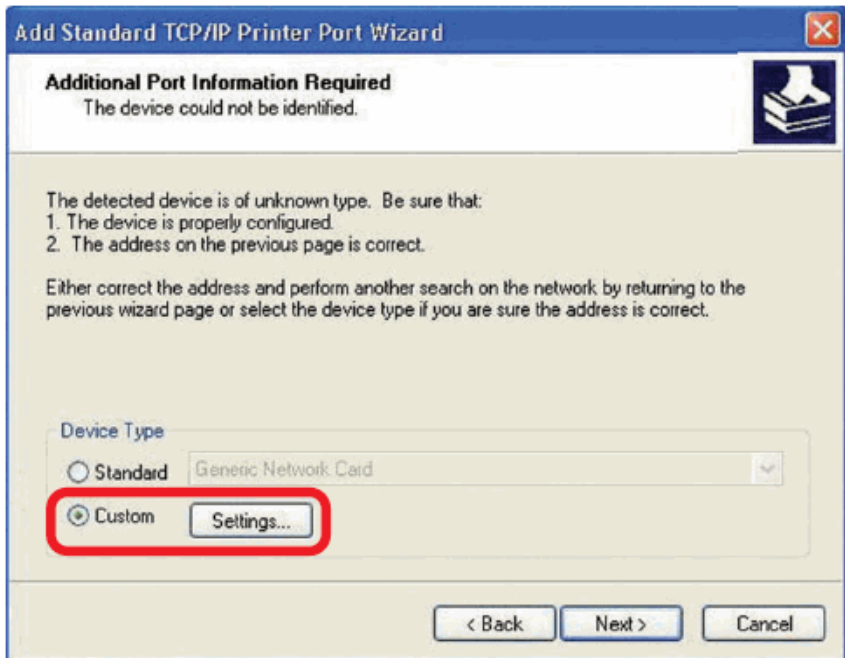 Add Standard TCP/IP Printer Port Wizard
Additional Port Information Required
The device could not be identified.
The detected device is of unknown type. Be sure that:
1. The device is properly configured.
2. The address on the previous page is correct.
Either correct the address and perform another search on the network by returning to the
previous wizard page or select the device type if you are sure the address is correct.
Device Type
Standard
Generic Network Card
Custom
Settings...
< Back
Next >
Cancel